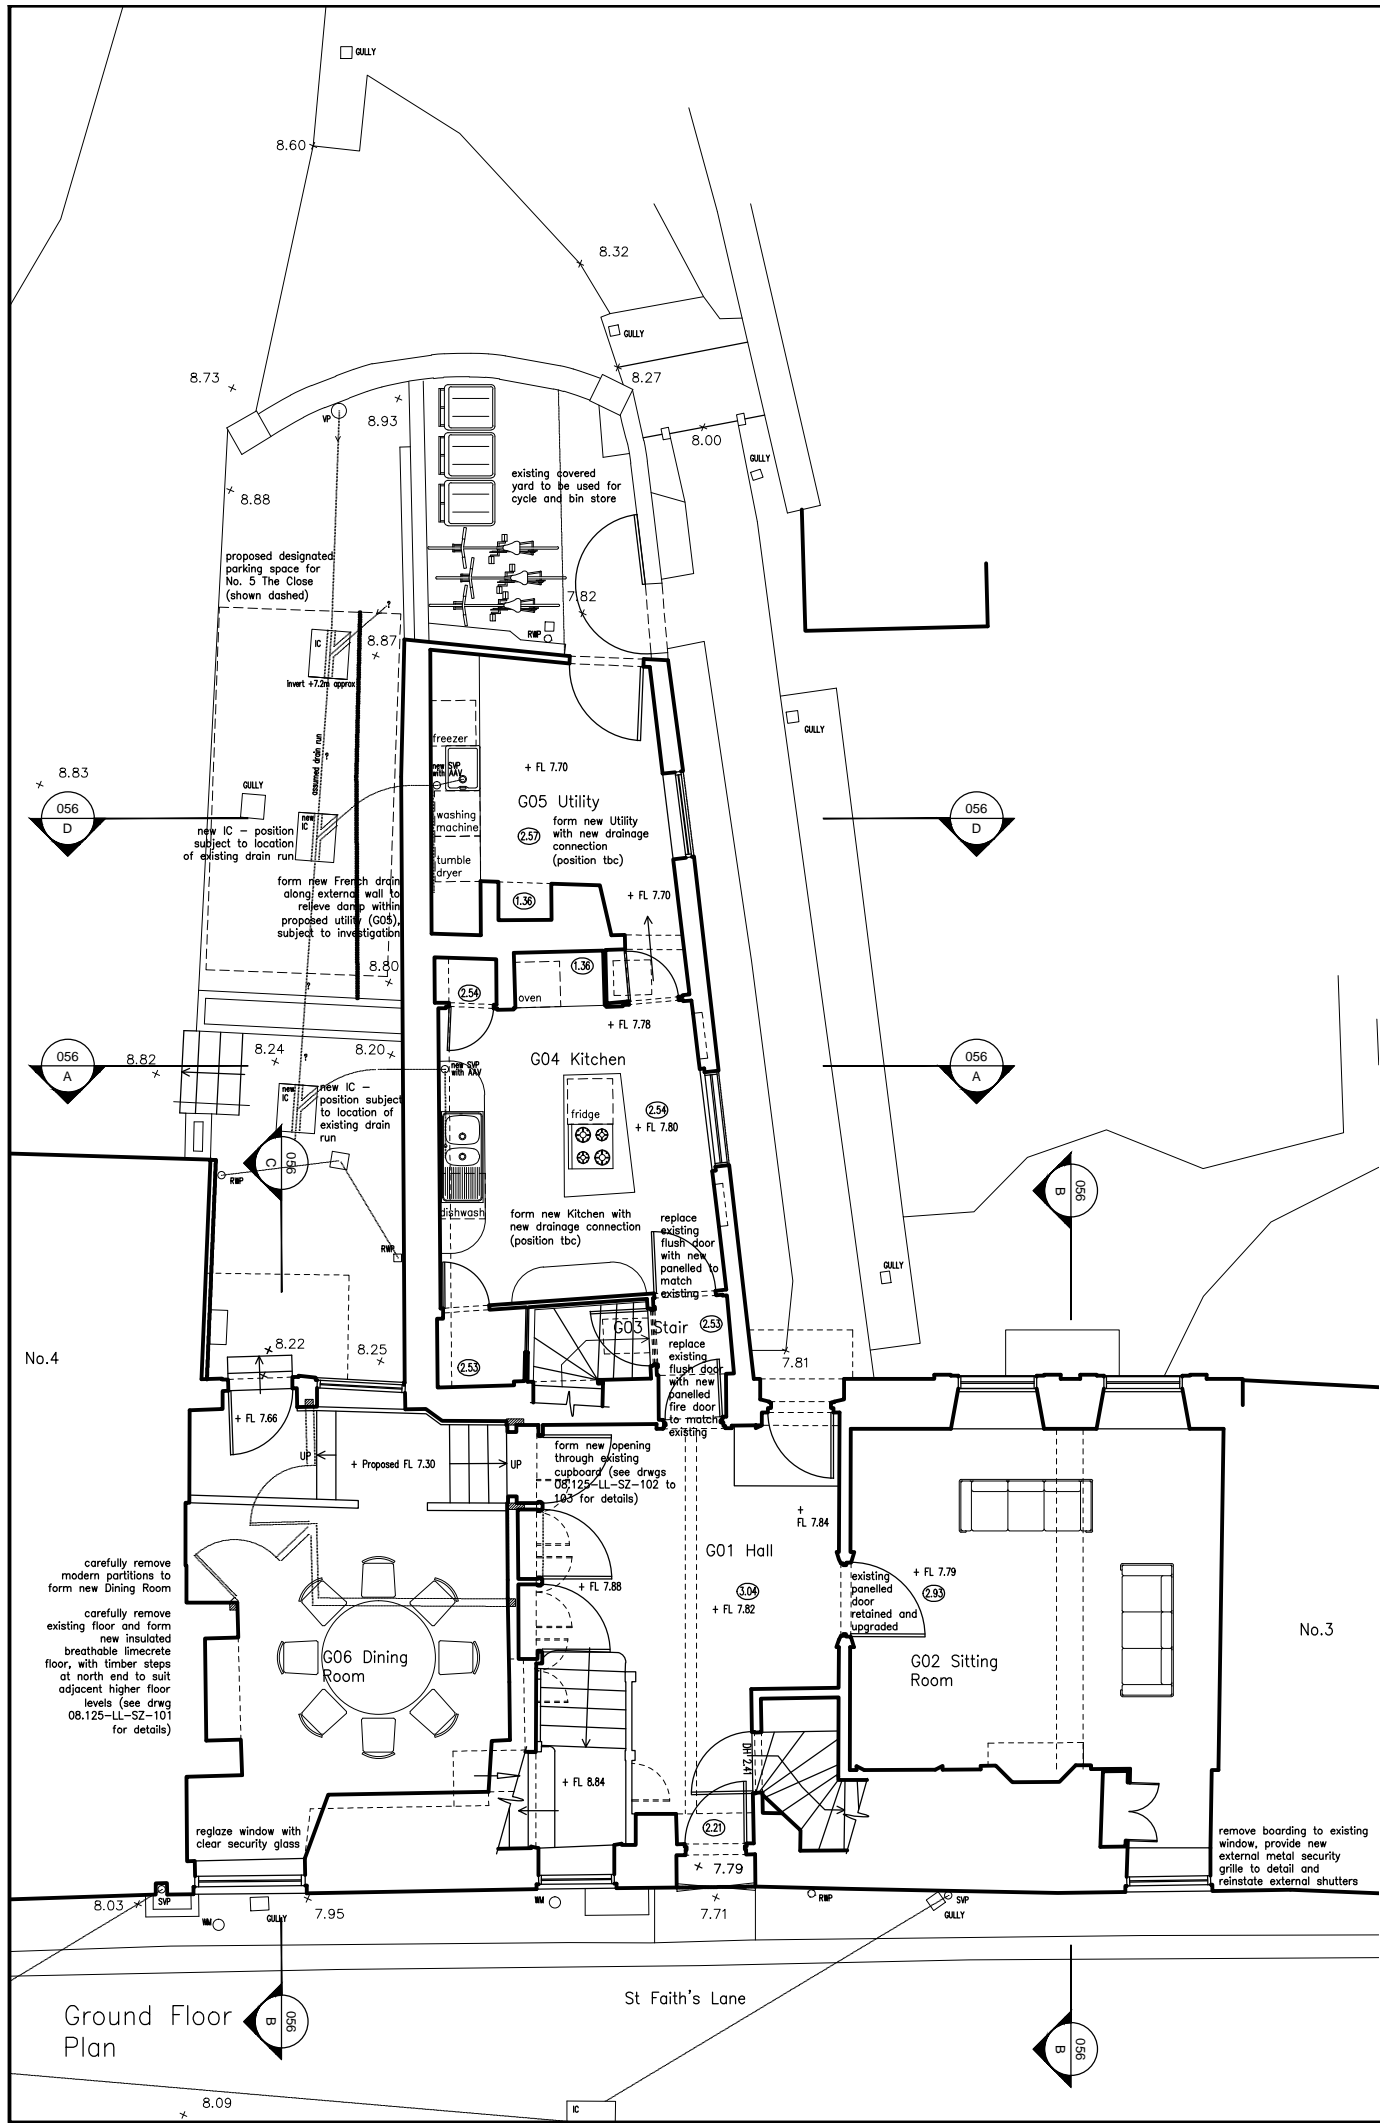 GULLY
8.60
8.32
GULLY
8.73
8.27
VP
8.93
8.00
GULLY
existing covered
yard to be used for
cycle and bin store
8.88
proposed designated
parking space for
No. 5 The Close
(shown dashed)
?
7.82
RWP
IC
8.87
invert +7.2m approx
freezer
assumed drain run
?
new SVP
with AAV
+ FL 7.70
GULLY
8.83
GULLY
056
D
G05 Utility
056
D
new
IC
washing
machine
2.57
form new Utility
with new drainage
connection
(position tbc)
new IC - position
subject to location
of existing drain run
tumble
dryer
form new French drain
along external wall to
relieve damp within
proposed utility (G05),
subject to investigation
1.36
+ FL 7.70
8.80
1.36
2.54
oven
?
+ FL 7.78
056
A
8.82
8.24
?
8.20
G04 Kitchen
056
A
new SVP
with AAV
new
IC
new IC -
position subject
to location of
existing drain
run
fridge
2.54
+ FL 7.80
056
C
RWP
056
B
dishwash
form new Kitchen with
new drainage connection
(position tbc)
replace
existing
flush door
with new
panelled to
match
existing
RWP
GULLY
G03 Stair
2.53
No.4
8.22
8.25
2.53
replace
existing
flush door
with new
panelled
fire door
to match
existing
7.81
+ FL 7.66
UP
+ Proposed FL 7.30
UP
form new opening
through existing
cupboard (see drwgs
08.125-LL-SZ-102 to
103 for details)
+
FL 7.84
G01 Hall
carefully remove
modern partitions to
form new Dining Room
+ FL 7.88
3.04
+ FL 7.82
existing
panelled
door
retained and
upgraded
+ FL 7.79
2.93
carefully remove
existing floor and form
new insulated
breathable limecrete
floor, with timber steps
at north end to suit
adjacent higher floor
levels (see drwg
08.125-LL-SZ-101
for details)
G06 Dining
Room
G02 Sitting
Room
No.3
DH 2.41
+ FL 8.84
reglaze window with
clear security glass
2.21
remove boarding to existing
window, provide new
external metal security
grille to detail and
reinstate external shutters
7.79
8.03
SVP
GULLY
7.95
WM
WM
7.71
RWP
SVP
GULLY
St Faith's Lane
Ground Floor
Plan
056
B
056
B
8.09
IC